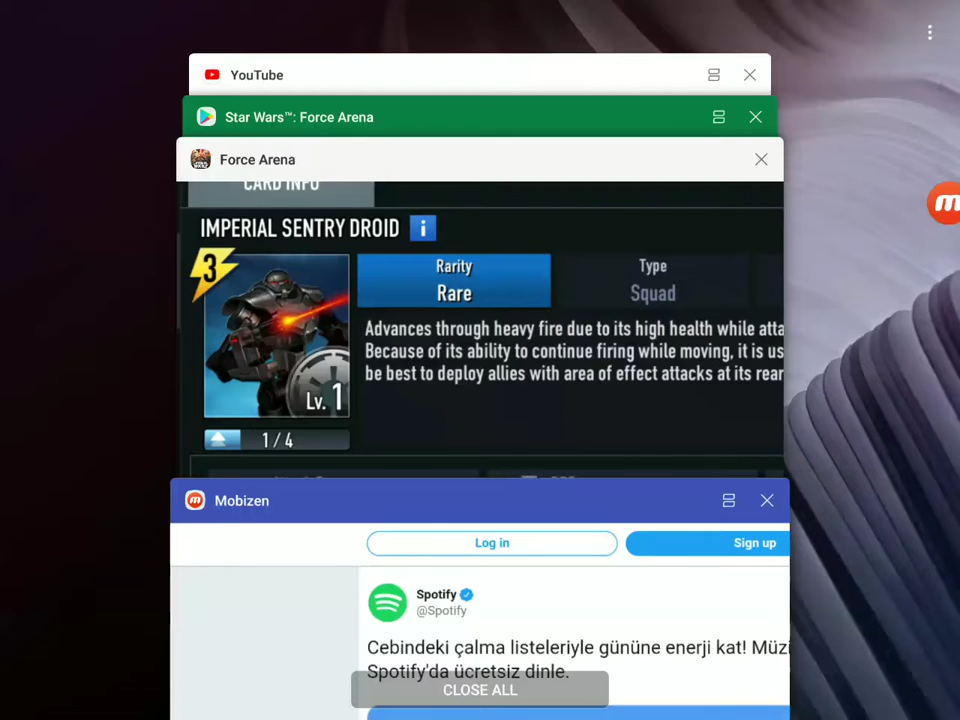 YouTube
Star Wars™: Force Arena
Force Arena
CARD INFO
IMPERIAL SENTRY DROID i
3
Rarity
Rare
Type
Squad
Advances through heavy fire due to its high health while atta
Because of its ability to continue firing while moving, it is us
be best to deploy allies with area of effect attacks at its rear
Lv. 1
1/4
Mobizen
Log in
Sign up
Spotify
@Spotify
Cebindeki çalma listeleriyle gününe enerji kat! Müzi
Spotify'da ücretsiz dinle.
CLOSE ALL